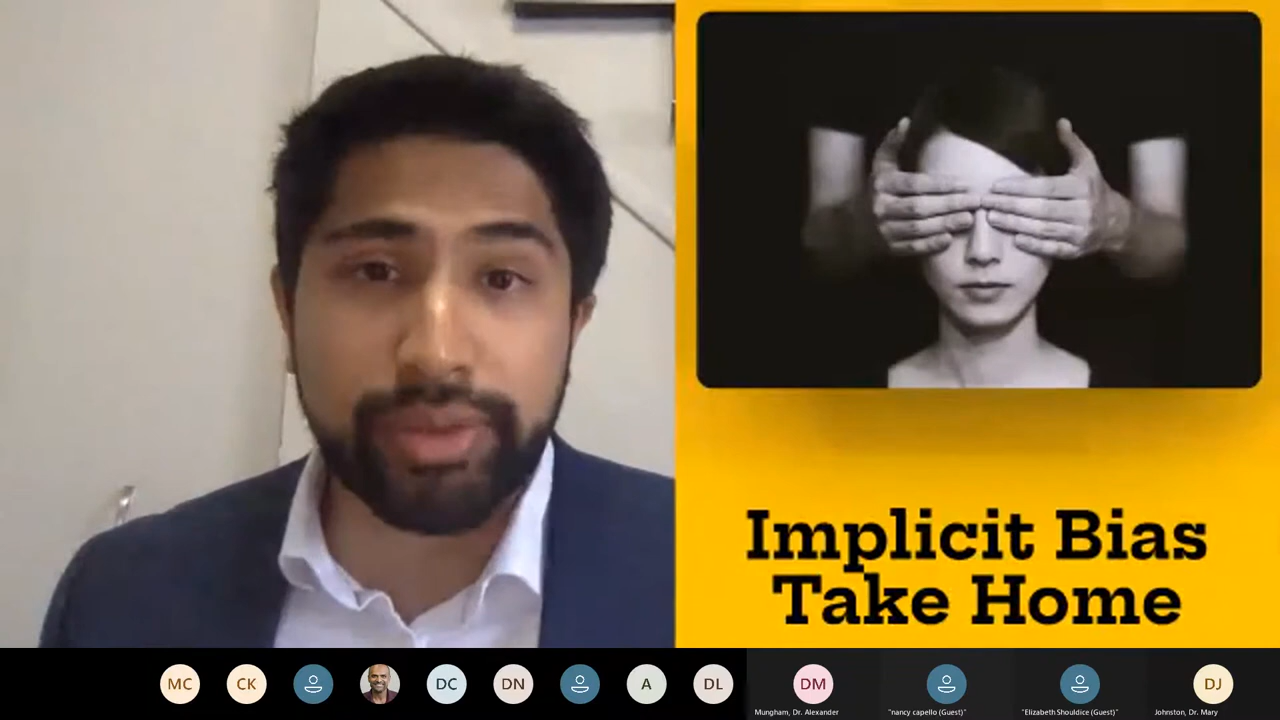 Implicit Bias
Take Home
MC
CK
DC
DN
A
DL
DM
DJ
Mungham, Dr. Alexander
"nancy capello (Guest)"
"Elizabeth Shouldice (Guest)"
Johnston, Dr. Mary